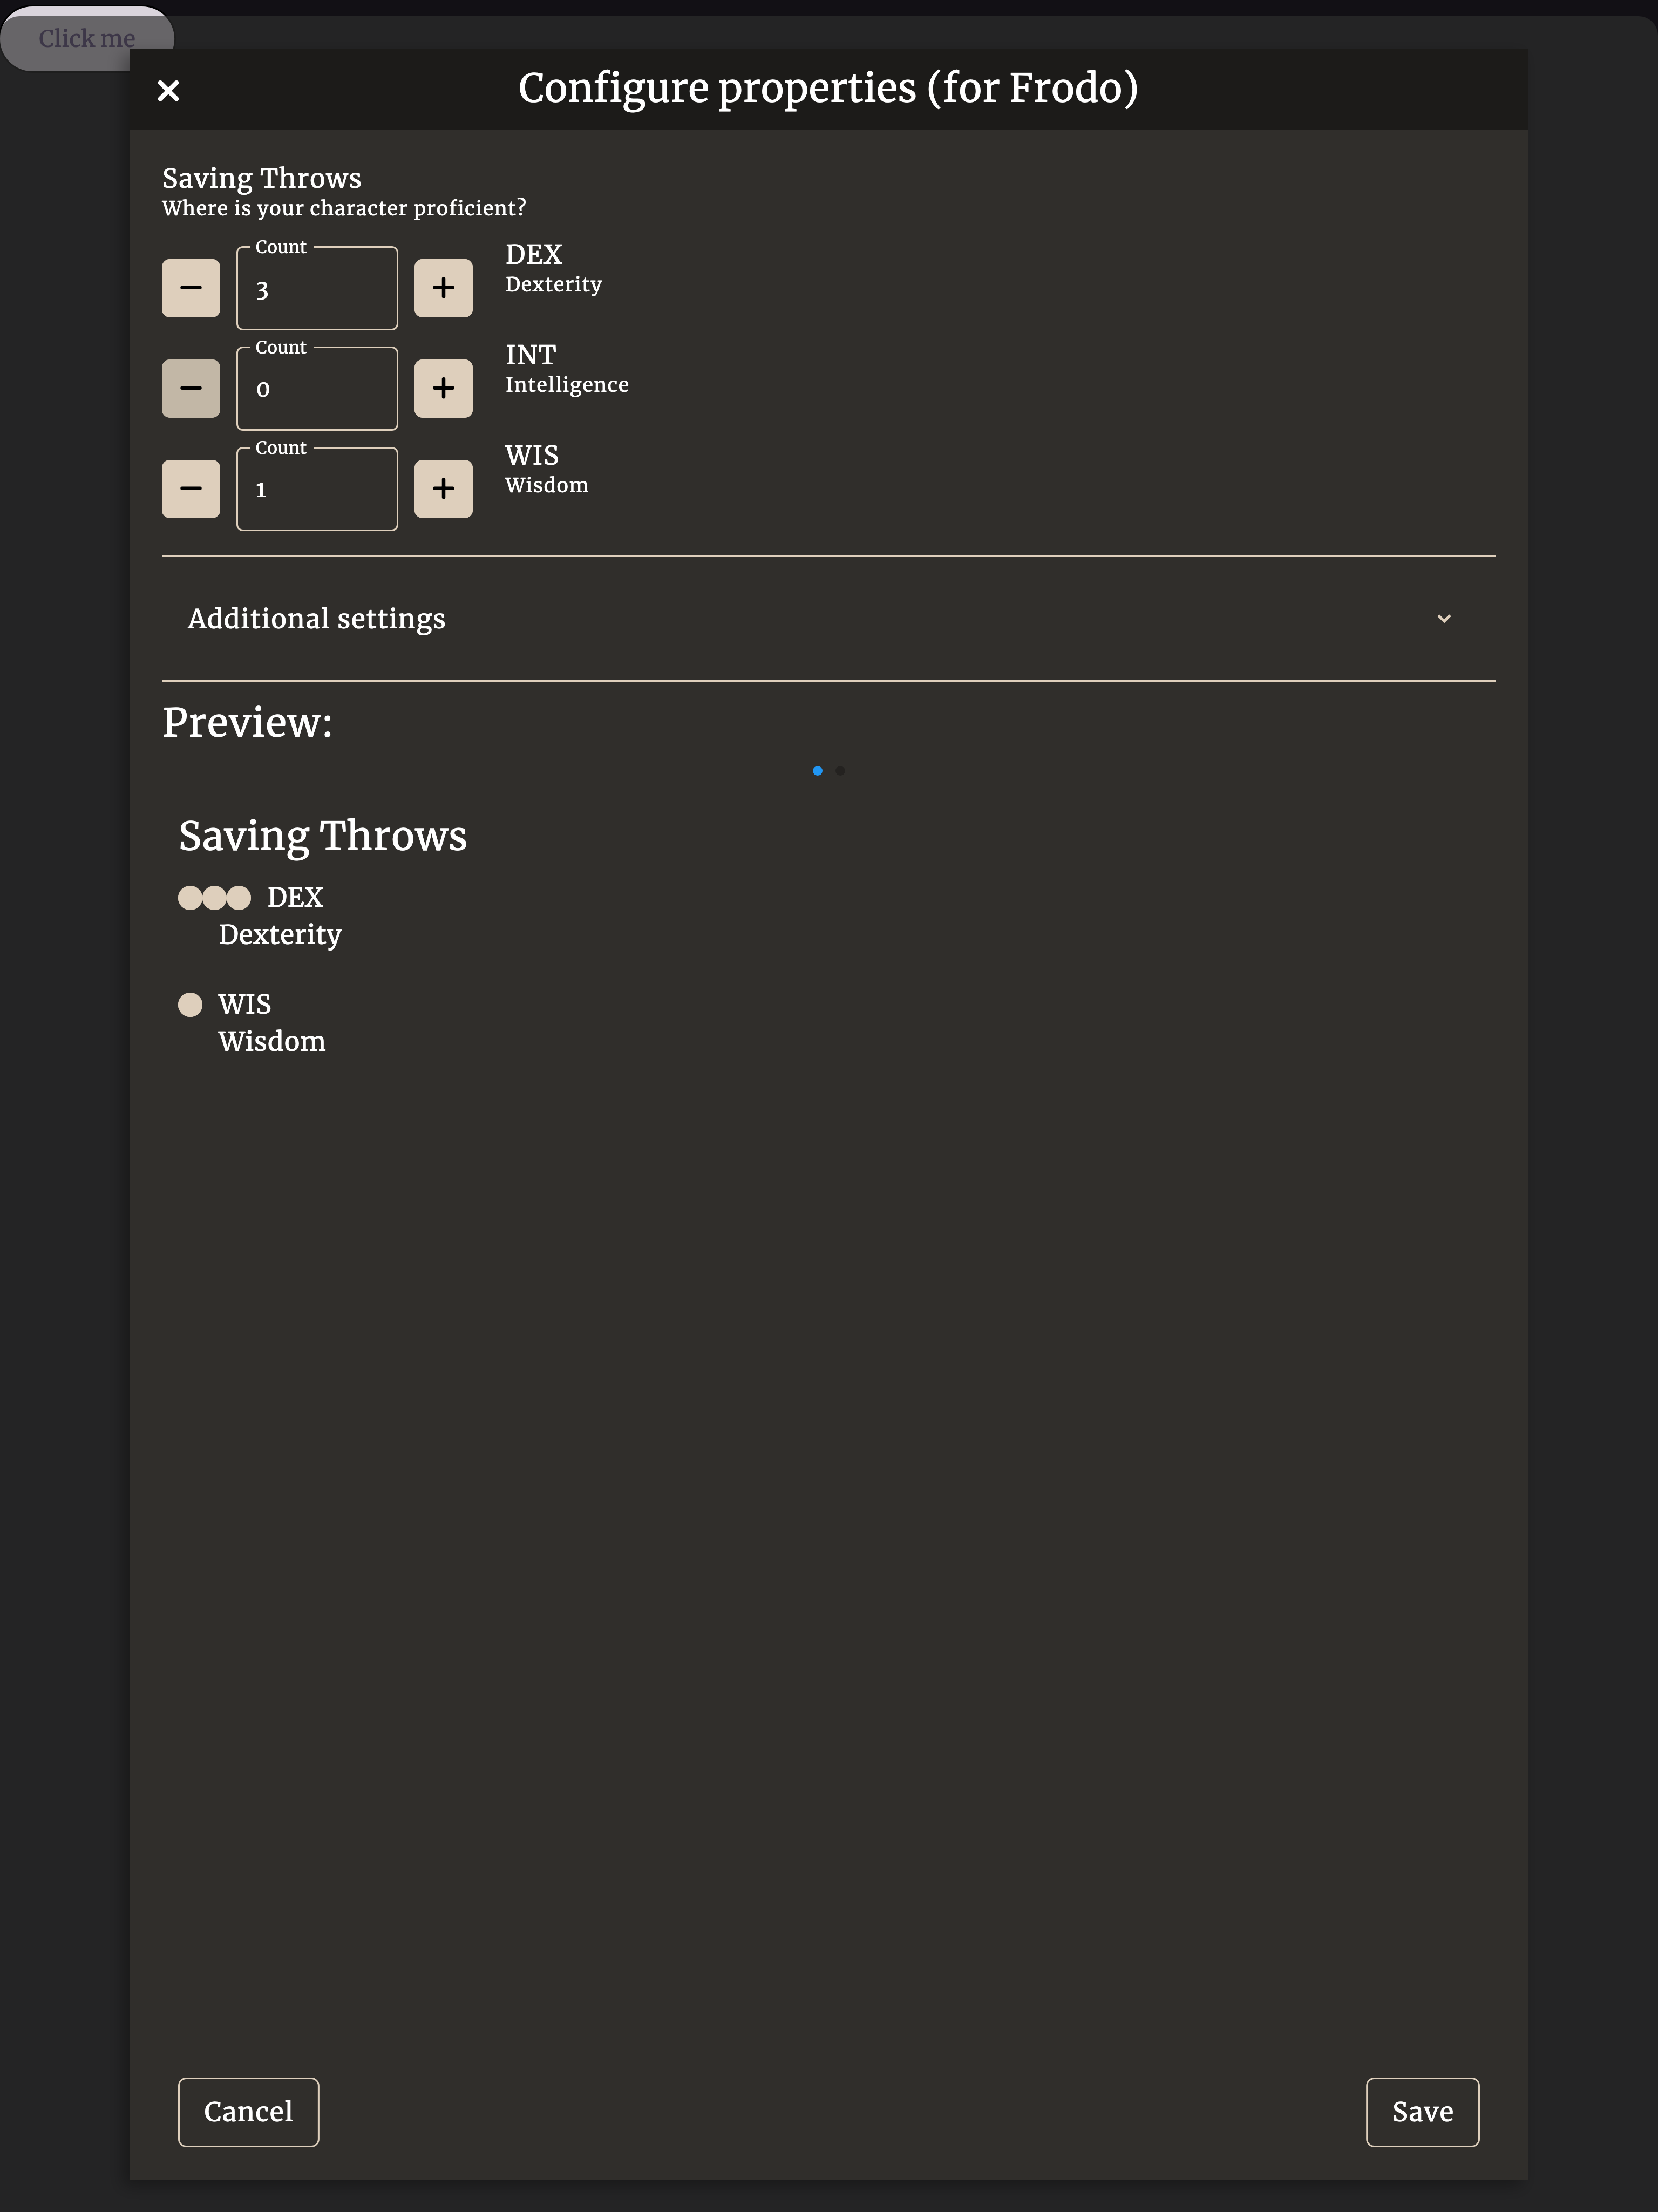 Click me
Configure properties (for Frodo)
Saving Throws
Where is your character proficient?
Count
3
DEX
Dexterity
Count
0
INT
Intelligence
Count
1
WIS
Wisdom
Additional settings
Preview:
Saving Throws
DEX
Dexterity
WIS
Wisdom
Cancel
Save